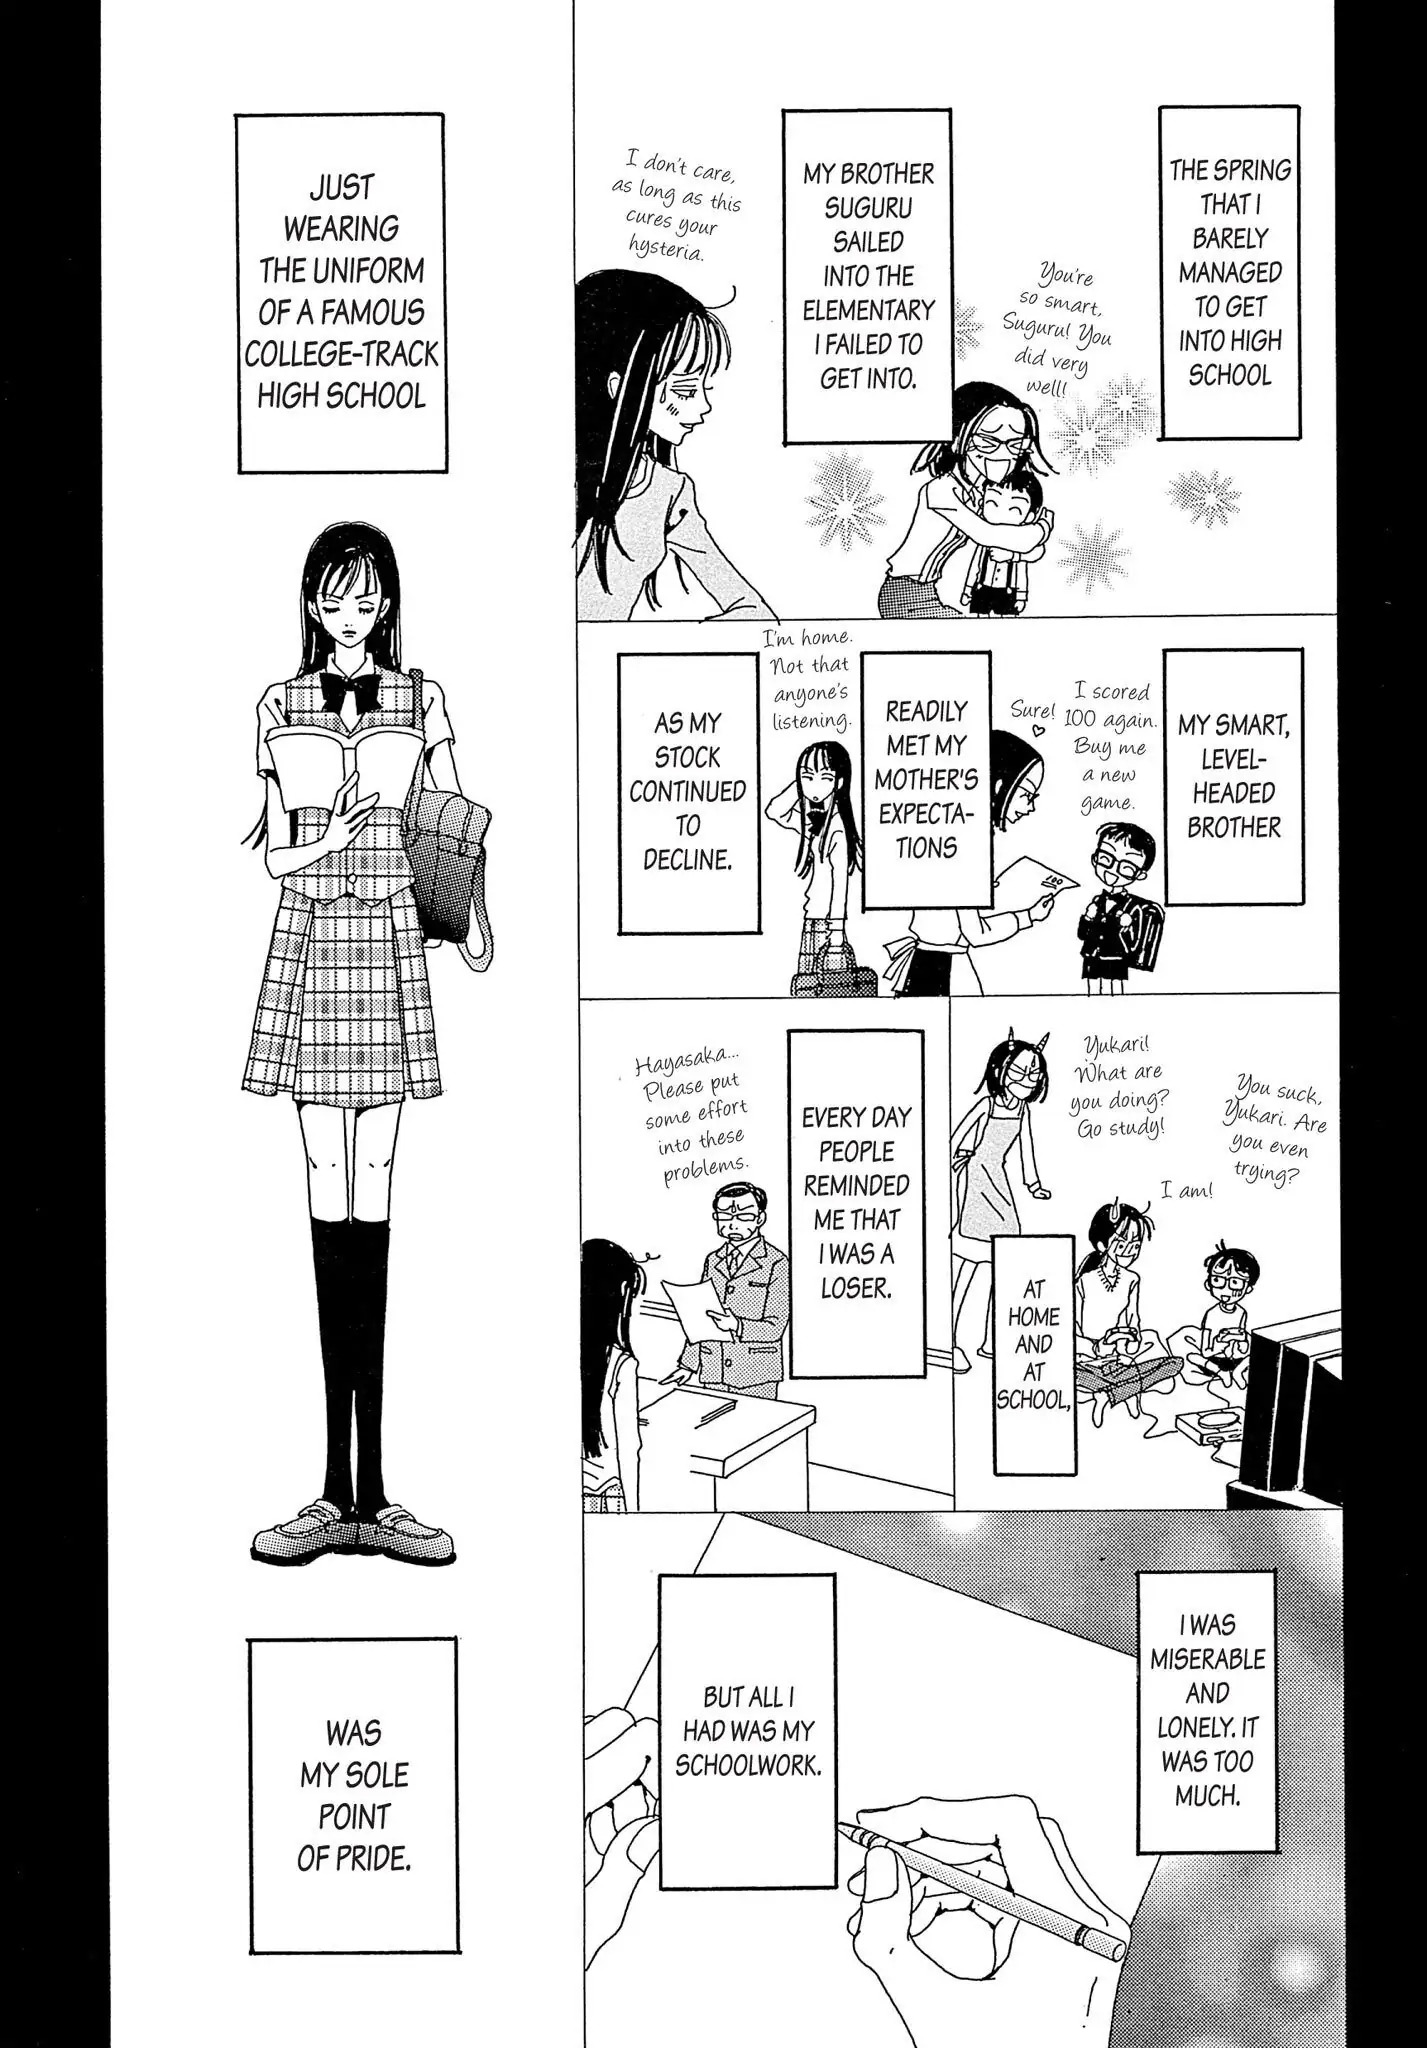 THE SPRING
THAT I
BARELY
MANAGED
TO GET
INTO HIGH
SCHOOL
You're
so smart,
Suguru! You
did very
well!
MY BROTHER
SUGURU
SAILED
INTO THE
ELEMENTARY
I FAILED TO
GET INTO.
I don't care,
as long as this
cures your
hysteria.
MY SMART,
LEVEL-
HEADED
BROTHER
I scored
100 again.
Buy me
a new
game.
Sure!
100
READILY
MET MY
MOTHER'S
EXPECTA-
TIONS
I'm home.
Not that
anyone's
listening.
AS MY
STOCK
CONTINUED
TO
DECLINE.
Yukari!
What are
you doing?
Go study!
You suck,
Yukari. Are
you even
trying?
I am!
AT
HOME
AND
AT
SCHOOL,
EVERY DAY
PEOPLE
REMINDED
ME THAT
I WAS A
LOSER.
Hayasaka...
Please put
some effort
into these
problems.
I WAS
MISERABLE
AND
LONELY. IT
WAS TOO
MUCH.
BUT ALL I
HAD WAS MY
SCHOOLWORK.
JUST
WEARING
THE UNIFORM
OF A FAMOUS
COLLEGE-TRACK
HIGH SCHOOL
WAS
MY SOLE
POINT
OF PRIDE.